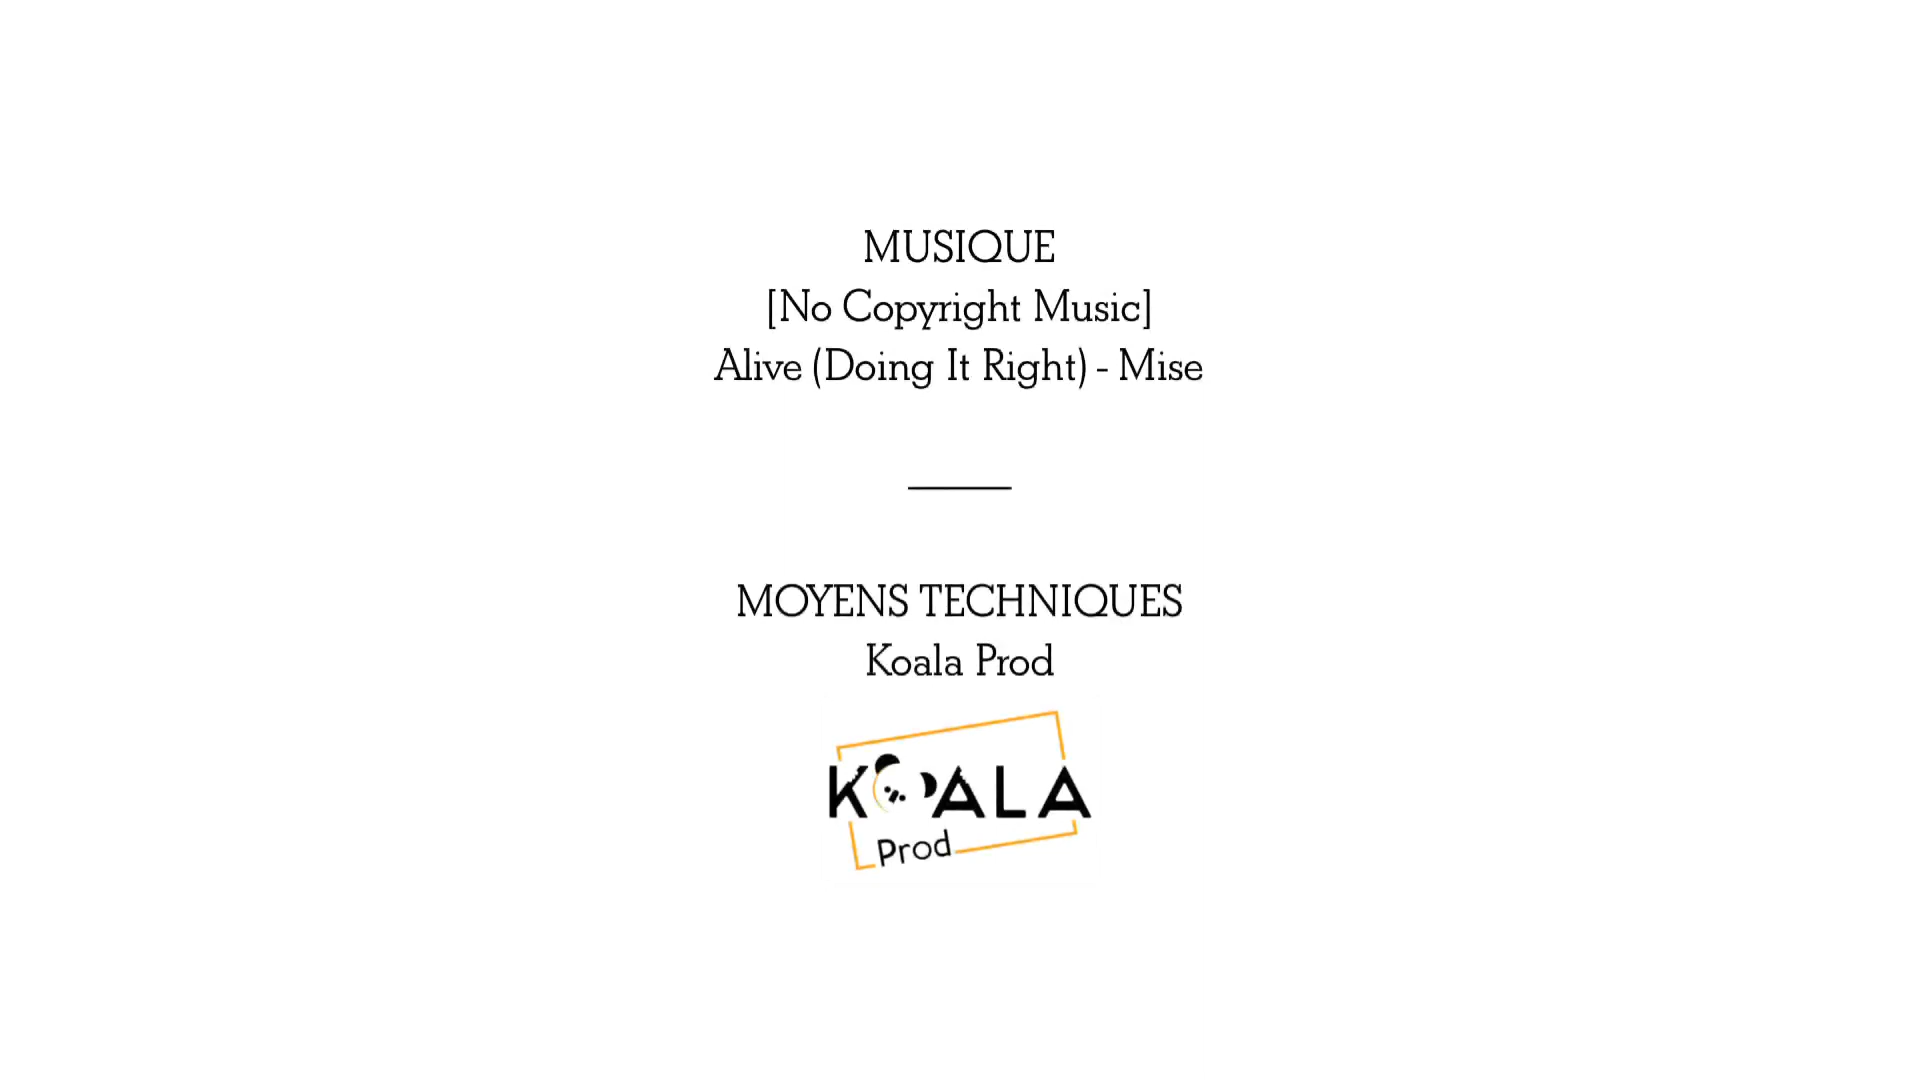 MUSIQUE
[No Copyright Music]
Alive (Doing It Right) - Mise
MOYENS TECHNIQUES
Koala Prod
KOALA
Prod